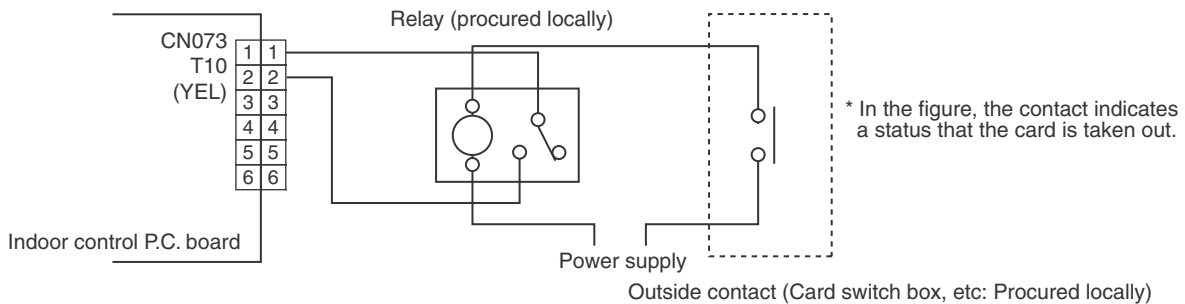 Relay (procured locally)
CN073
T10
(YEL)
1 1
2 2
3 3
4 4
5 5
6 6
* In the figure, the contact indicates
a status that the card is taken out.
Indoor control P.C. board
Power supply
Outside contact (Card switch box, etc: Procured locally)